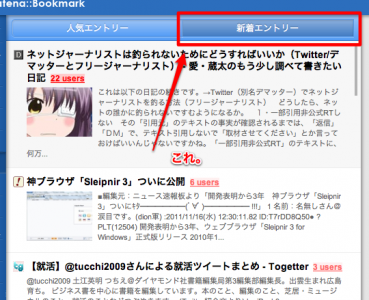 atena::Bookmark
人気エントリー
新着エントリー
ネットジャーナリストは釣られないためにどうすればいいか（Twitter/デ
マッターとフリージャーナリスト） - 愛・蔵太のもう少し調べて書きたい
日記 22 users
これは以下の日記の続きです。→Twitter（別名デマッター）でネットジ
ャーナリストを釣る方法（フリージャーナリスト） どうしたら、ネッ
トの誰かに釣られないですむようになるか。 1・一部引用非公式RTし
ない その「引用元」のテキストの事実が確認されるまでは、「返信」
「DM」で、テキスト引用しないで「取材させてください」とか言って
おけばいいんじゃないですかね。「一部引用非公式RT」のテキストに、
何万...
これ。
神ブラウザ「Sleipnir 3」ついに公開 6 users
■編集元：ニュース速報板より「開発表明から3年 神ブラウザ「Sleipnir
3」ついにｷﾀ━━━━(ﾟ∀ﾟ)━━━━ !!!」 1 名前：名無しさん@
涙目です。(dion軍) :2011/11/16(水) 12:30:11.82 ID:T7rDD8Q50● ?
PLT(12504) 開発表明から3年、ウェブブラウザ「Sleipnir 3 for
Windows」正式版リリース 2010年1...
【就活】@tucchi2009さんによる就活ツイートまとめ - Togetter 3 users
tucchi2009 土江英明 つちえ@ダイヤモンド社書籍編集局第3編集部編集長。出雲生まれ広島
育ち。 ビジネス書を中心に書籍を編集しています。本のこと、編集のこと、芝居・ミュージ